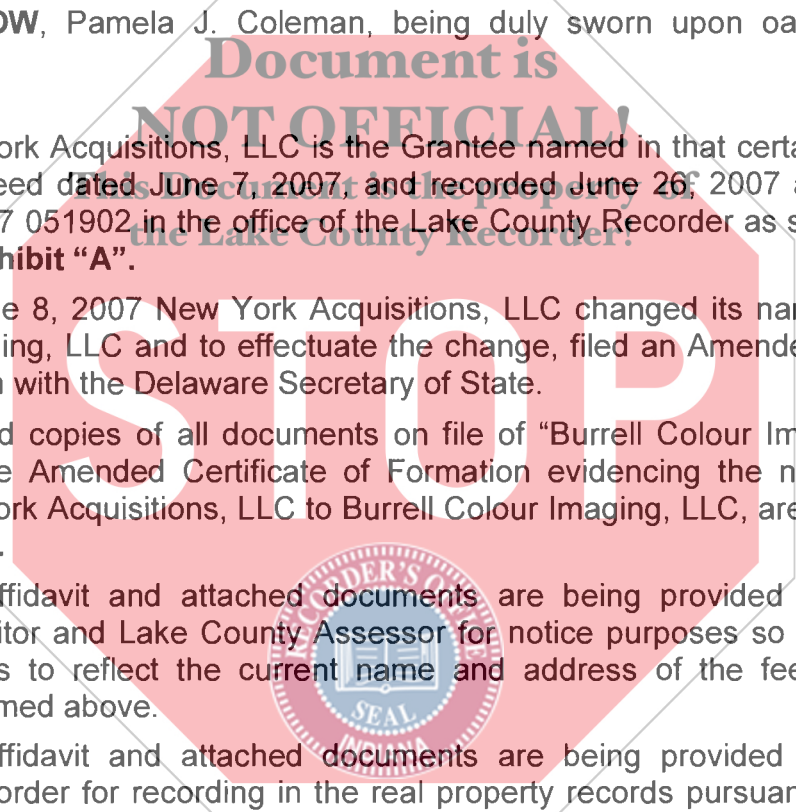 OW, Pamela J. Coleman, being duly sworn upon oa
Document is
NOT OFFICIAL!
ork Acquisitions, LLC is the Grantee named in that certa
eed dated June 7, 2007, and recorded June 26, 2007 a
This Document is the property of
7 051902 in the office of the Lake County Recorder as s
the Lake County Recorder!
hibit “A”.
e 8, 2007 New York Acquisitions, LLC changed its nam
ing, LLC and to effectuate the change, filed an Amende
n with the Delaware Secretary of State.
STOP
d copies of all documents on file of “Burrell Colour Im
e Amended Certificate of Formation evidencing the n
ork Acquisitions, LLC to Burrell Colour Imaging, LLC, are
.
ffidavit and attached documents are being provided
itor and Lake County Assessor for notice purposes so
s to reflect the current name and address of the fee
med above.
RECORDER'S OFFICE
SEAL
INDIANA
ffidavit and attached documents are being provided
order for recording in the real property records pursuan